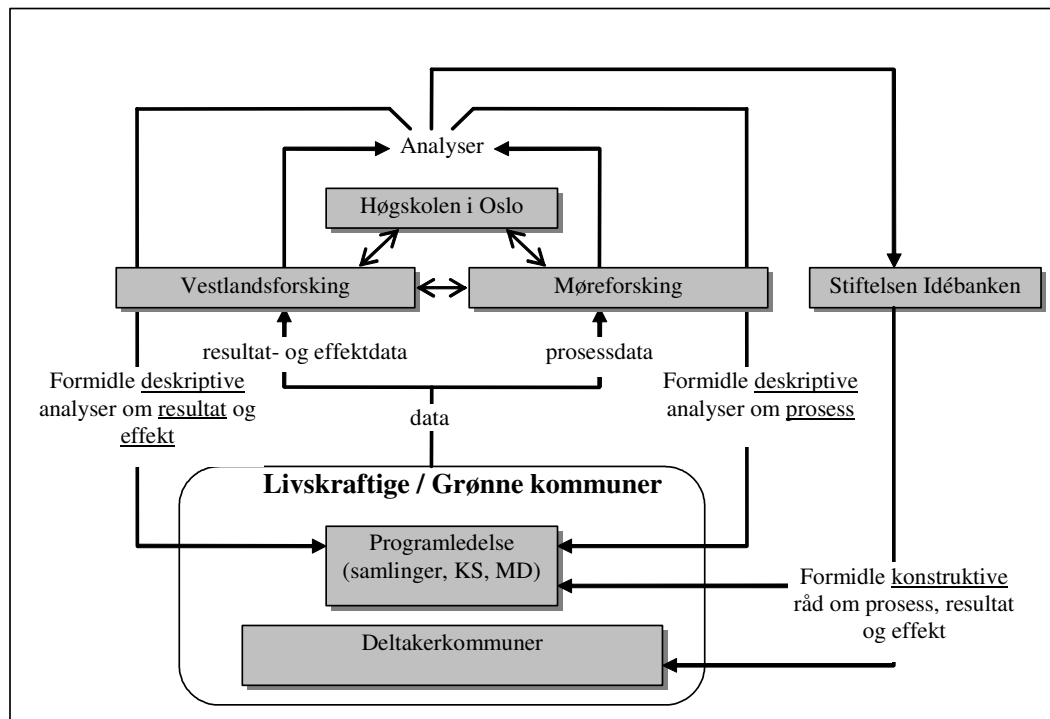 Analyser
Høgskolen i Oslo
Vestlandsforsking
Møreforsking
Stiftelsen Idébanken
resultat- og effektdata
prosessdata
Formidle deskriptive
analyser om resultat og
effekt
Formidle deskriptive
analyser om prosess
data
Livskraftige / Grønne kommuner
Programledelse
(samlinger, KS, MD)
Formidle konstruktive
råd om prosess, resultat
og effekt
Deltakerkommuner